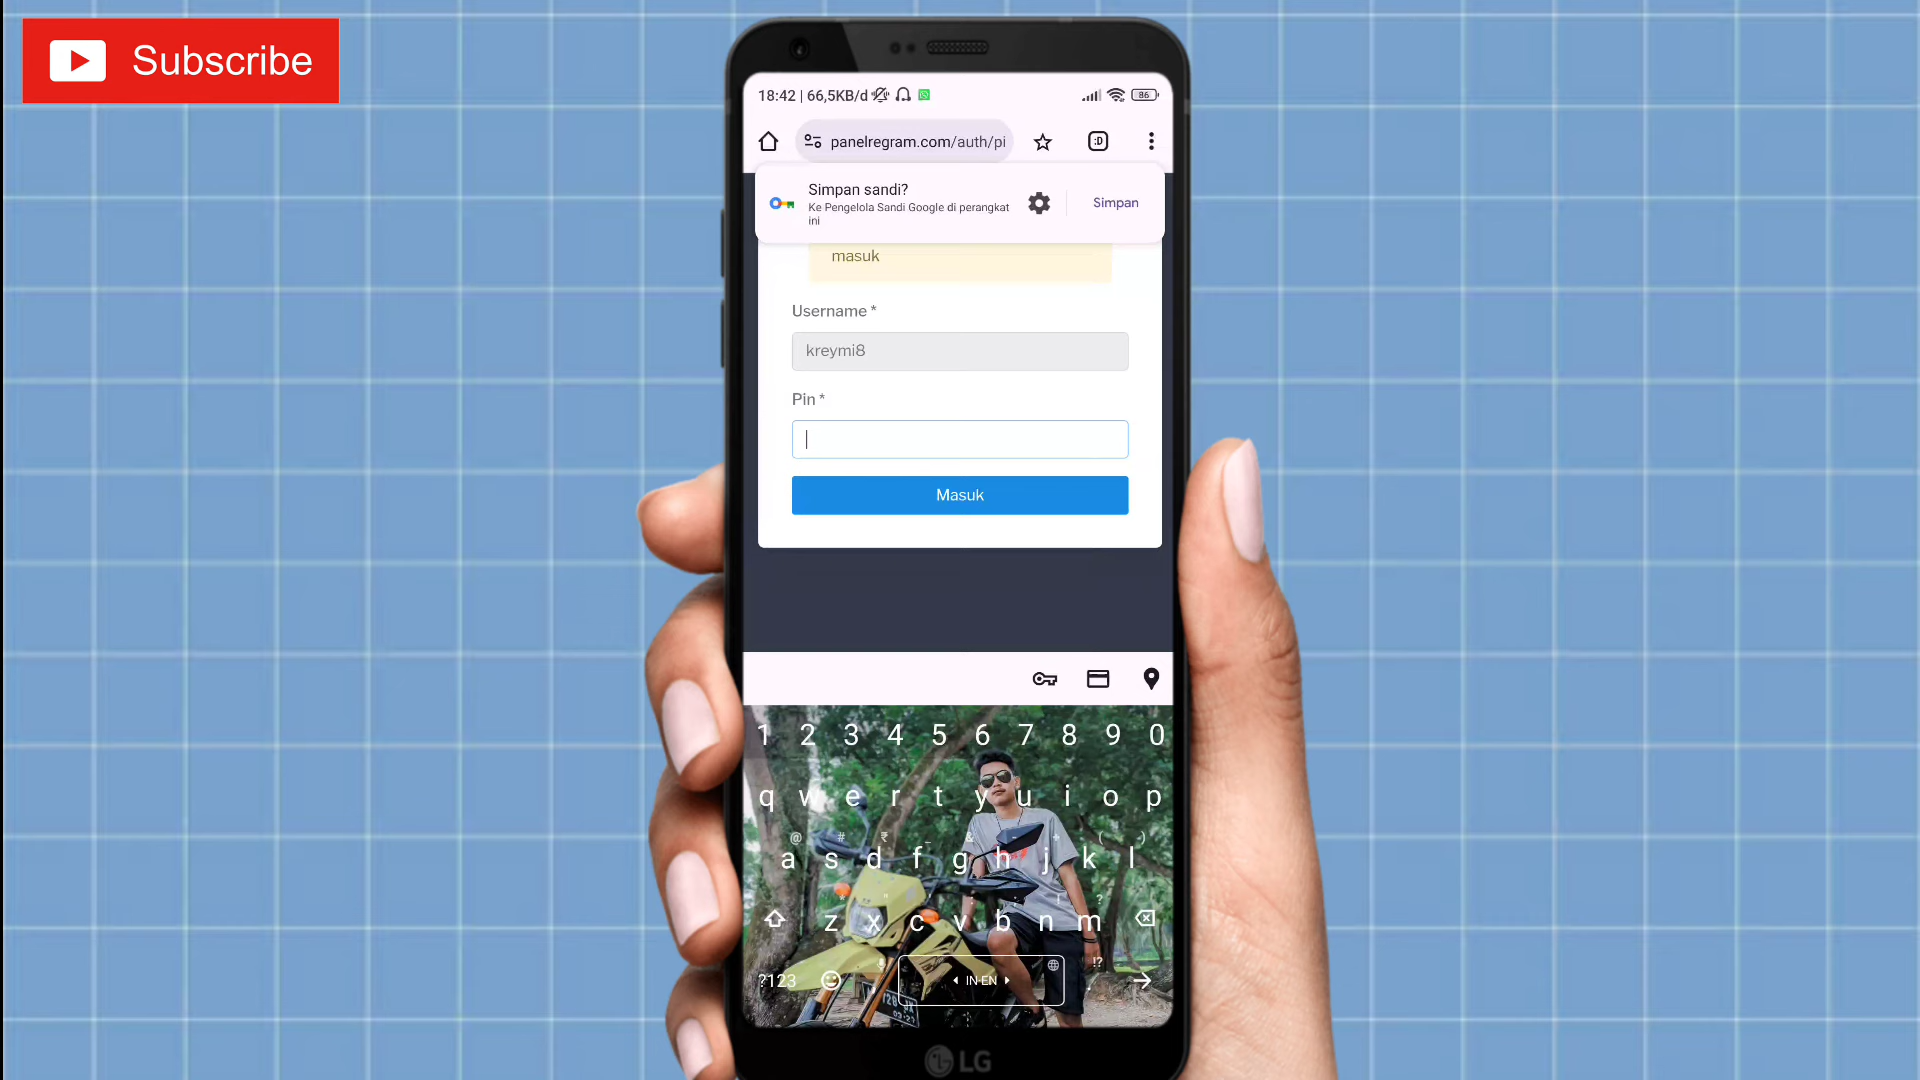 Subscribe
18:42 | 66,5KB/d
86
panelregram.com/auth/pi
:D
Simpan sandi?
Ke Pengelola Sandi Google di perangkat
ini
Simpan
masuk
Username *
kreymi8
Pin *
Masuk
1 2 3 4 5 6 7 8 9 0
q w e r t y u i o p
@ # ₹ _ & - + ( )
a s d f g h j k l
* " ' : ; ! ?
z x c v b n m
?123 , IN·EN . !?
LG